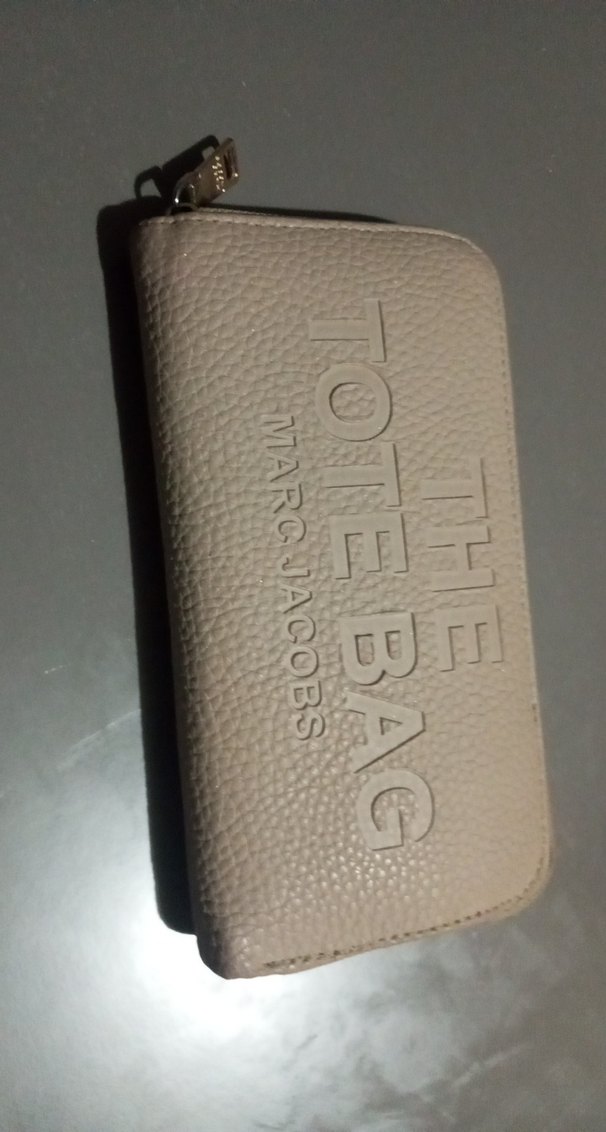 THE
TOTE BAG
MARC JACOBS